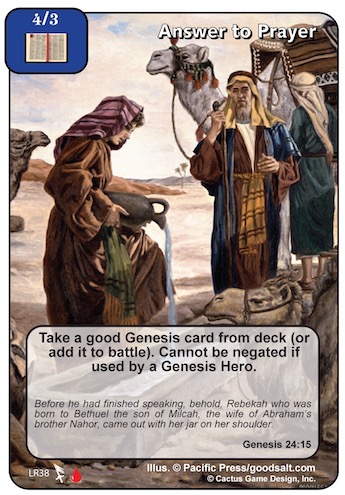 4/3
Answer to Prayer
Take a good Genesis card from deck (or
add it to battle). Cannot be negated if
used by a Genesis Hero.
Before he had finished speaking, behold, Rebekah who was
born to Bethuel the son of Milcah, the wife of Abraham's
brother Nahor, came out with her jar on her shoulder.
Genesis 24:15
LR38
Illus. © Pacific Press/goodsalt.com
© Cactus Game Design, Inc.